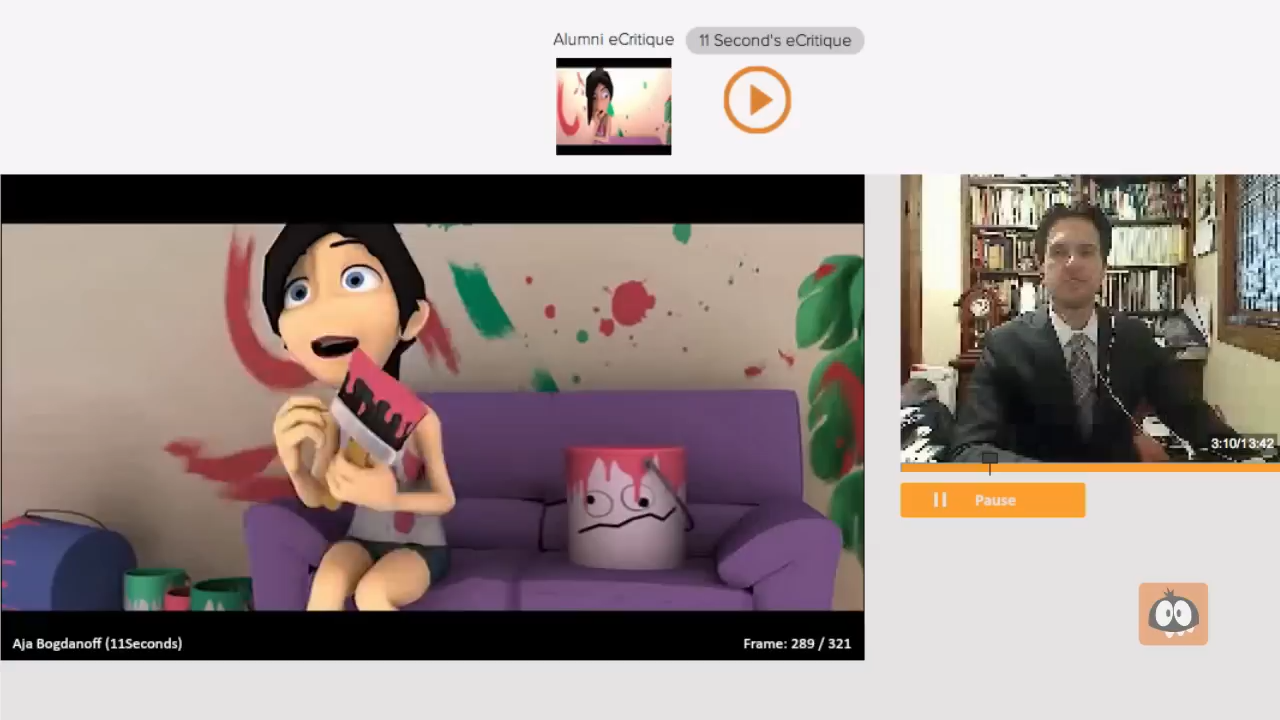 Alumni eCritique
11 Second's eCritique
3:10/13:42
Pause
Aja Bogdanoff (11Seconds)
Frame: 289 / 321